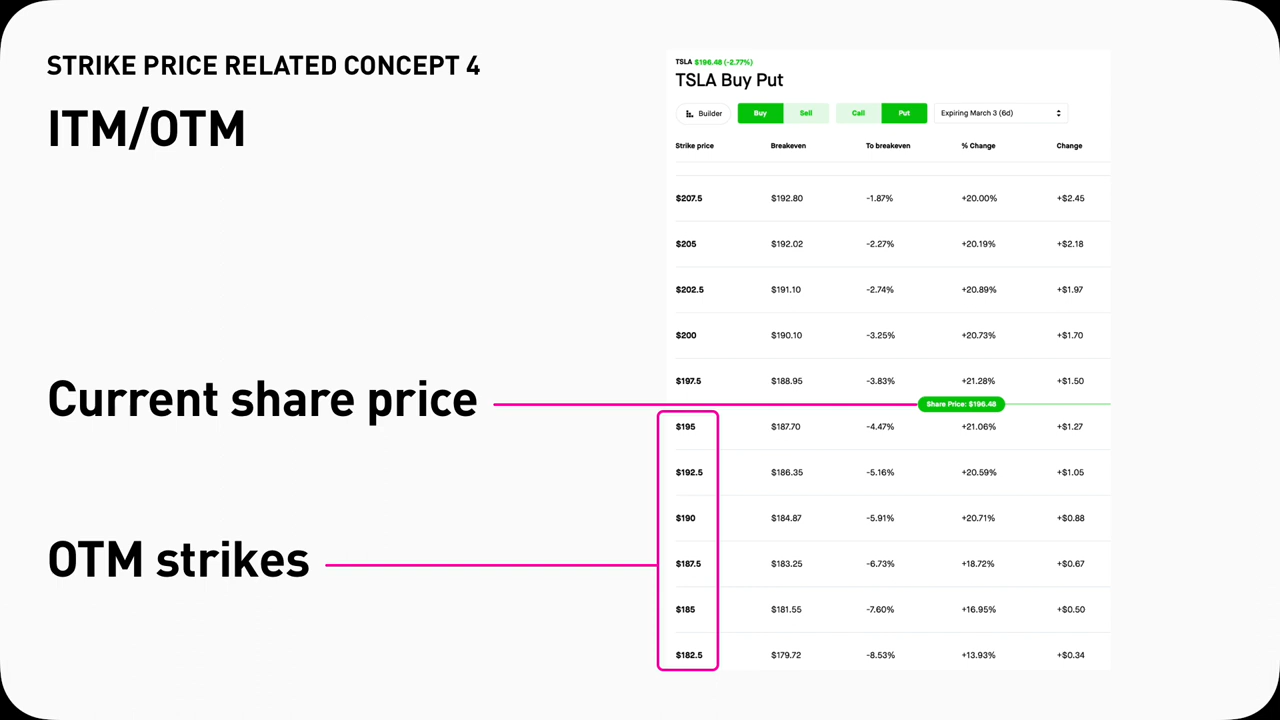 STRIKE PRICE RELATED CONCEPT 4
ITM/OTM
Current share price
OTM strikes
TSLA $196.48 (-2.77%)
TSLA Buy Put
Builder Buy Sell Call Put Expiring March 3 (6d)
Strike price Breakeven To breakeven % Change Change
$207.5 $192.80 -1.87% +20.00% +$2.45
$205 $192.02 -2.27% +20.19% +$2.18
$202.5 $191.10 -2.74% +20.89% +$1.97
$200 $190.10 -3.25% +20.73% +$1.70
$197.5 $188.95 -3.83% +21.28% +$1.50
Share Price: $196.48
$195 $187.70 -4.47% +21.06% +$1.27
$192.5 $186.35 -5.16% +20.59% +$1.05
$190 $184.87 -5.91% +20.71% +$0.88
$187.5 $183.25 -6.73% +18.72% +$0.67
$185 $181.55 -7.60% +16.95% +$0.50
$182.5 $179.72 -8.53% +13.93% +$0.34